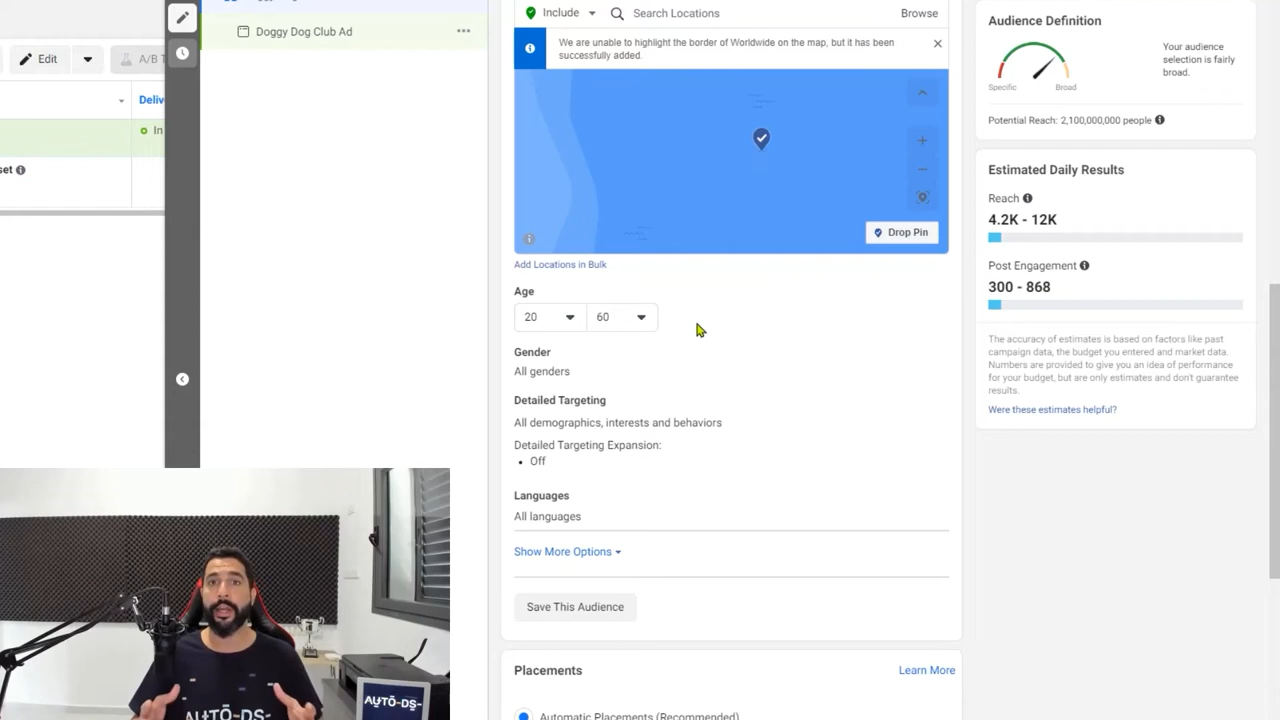 Doggy Dog Club Ad
Edit
A/B T
Deliv
In
set
Include
Search Locations
Browse
We are unable to highlight the border of Worldwide on the map, but it has been
successfully added.
Drop Pin
Add Locations in Bulk
Age
20
60
Gender
All genders
Detailed Targeting
All demographics, interests and behaviors
Detailed Targeting Expansion:
• Off
Languages
All languages
Show More Options
Save This Audience
Placements
Learn More
Automatic Placements (Recommended)
Audience Definition
Your audience
selection is fairly
broad.
Specific
Broad
Potential Reach: 2,100,000,000 people
Estimated Daily Results
Reach
4.2K - 12K
Post Engagement
300 - 868
The accuracy of estimates is based on factors like past
campaign data, the budget you entered and market data.
Numbers are provided to give you an idea of performance
for your budget, but are only estimates and don't guarantee
results.
Were these estimates helpful?
AUTO-DS-
AUTO-DS-